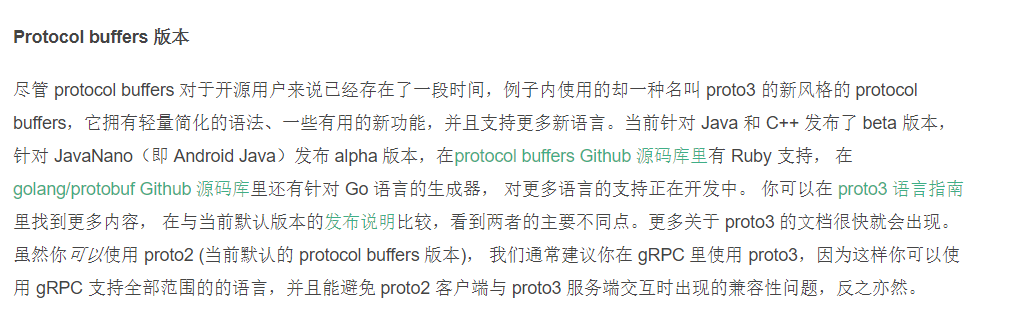 Protocol buffers 版本
尽管 protocol buffers 对于开源用户来说已经存在了一段时间，例子内使用的却一种名叫 proto3 的新风格的 protocol
buffers，它拥有轻量简化的语法、一些有用的新功能，并且支持更多新语言。当前针对 Java 和 C++ 发布了 beta 版本，
针对 JavaNano（即 Android Java）发布 alpha 版本，在protocol buffers Github 源码库里有 Ruby 支持， 在
golang/protobuf Github 源码库里还有针对 Go 语言的生成器， 对更多语言的支持正在开发中。 你可以在 proto3 语言指南
里找到更多内容， 在与当前默认版本的发布说明比较，看到两者的主要不同点。更多关于 proto3 的文档很快就会出现。
虽然你可以使用 proto2 (当前默认的 protocol buffers 版本)， 我们通常建议你在 gRPC 里使用 proto3，因为这样你可以使
用 gRPC 支持全部范围的的语言，并且能避免 proto2 客户端与 proto3 服务端交互时出现的兼容性问题，反之亦然。